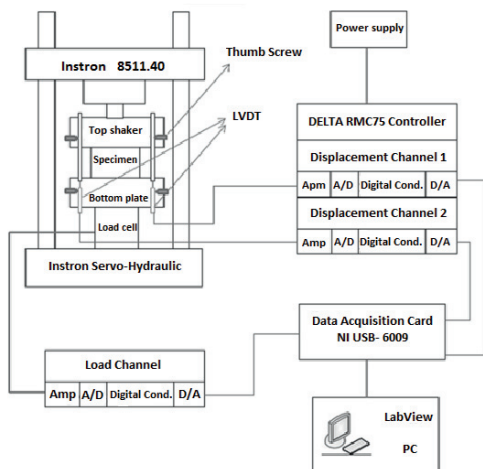 Power supply
Thumb Screw
Instron 8511.40
LVDT
Top shaker
Specimen
Bottom plate
Load cell
Instron Servo-Hydraulic
DELTA RMC75 Controller
Displacement Channel 1
Apm A/D Digital Cond. D/A
Displacement Channel 2
Amp A/D Digital Cond. D/A
Data Acquisition Card
NI USB- 6009
Load Channel
Amp A/D Digital Cond. D/A
LabView
PC